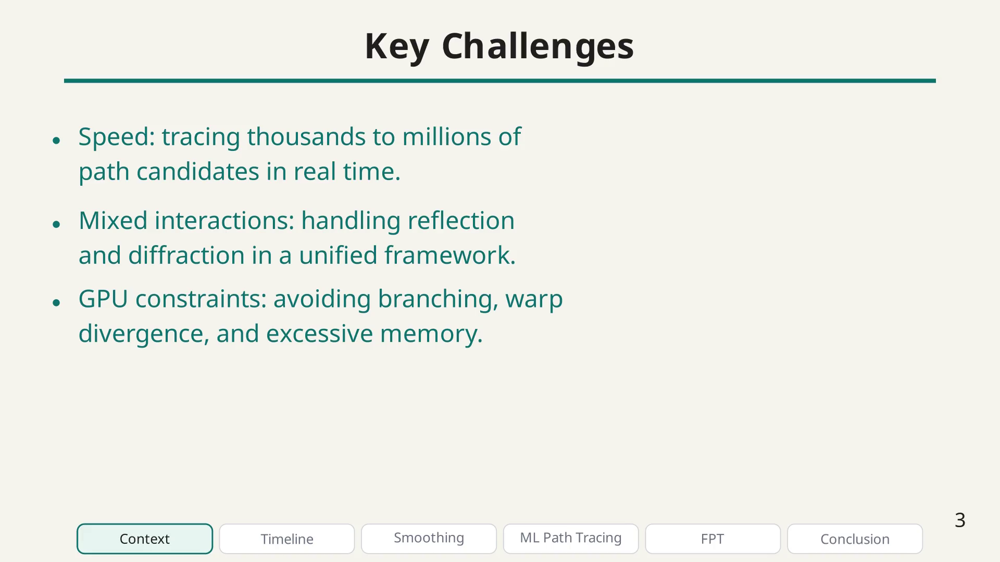 Key Challenges
• Speed: tracing thousands to millions of
path candidates in real time.
• Mixed interactions: handling reflection
and diffraction in a unified framework.
• GPU constraints: avoiding branching, warp
divergence, and excessive memory.
3
Context
Timeline
Smoothing
ML Path Tracing
FPT
Conclusion